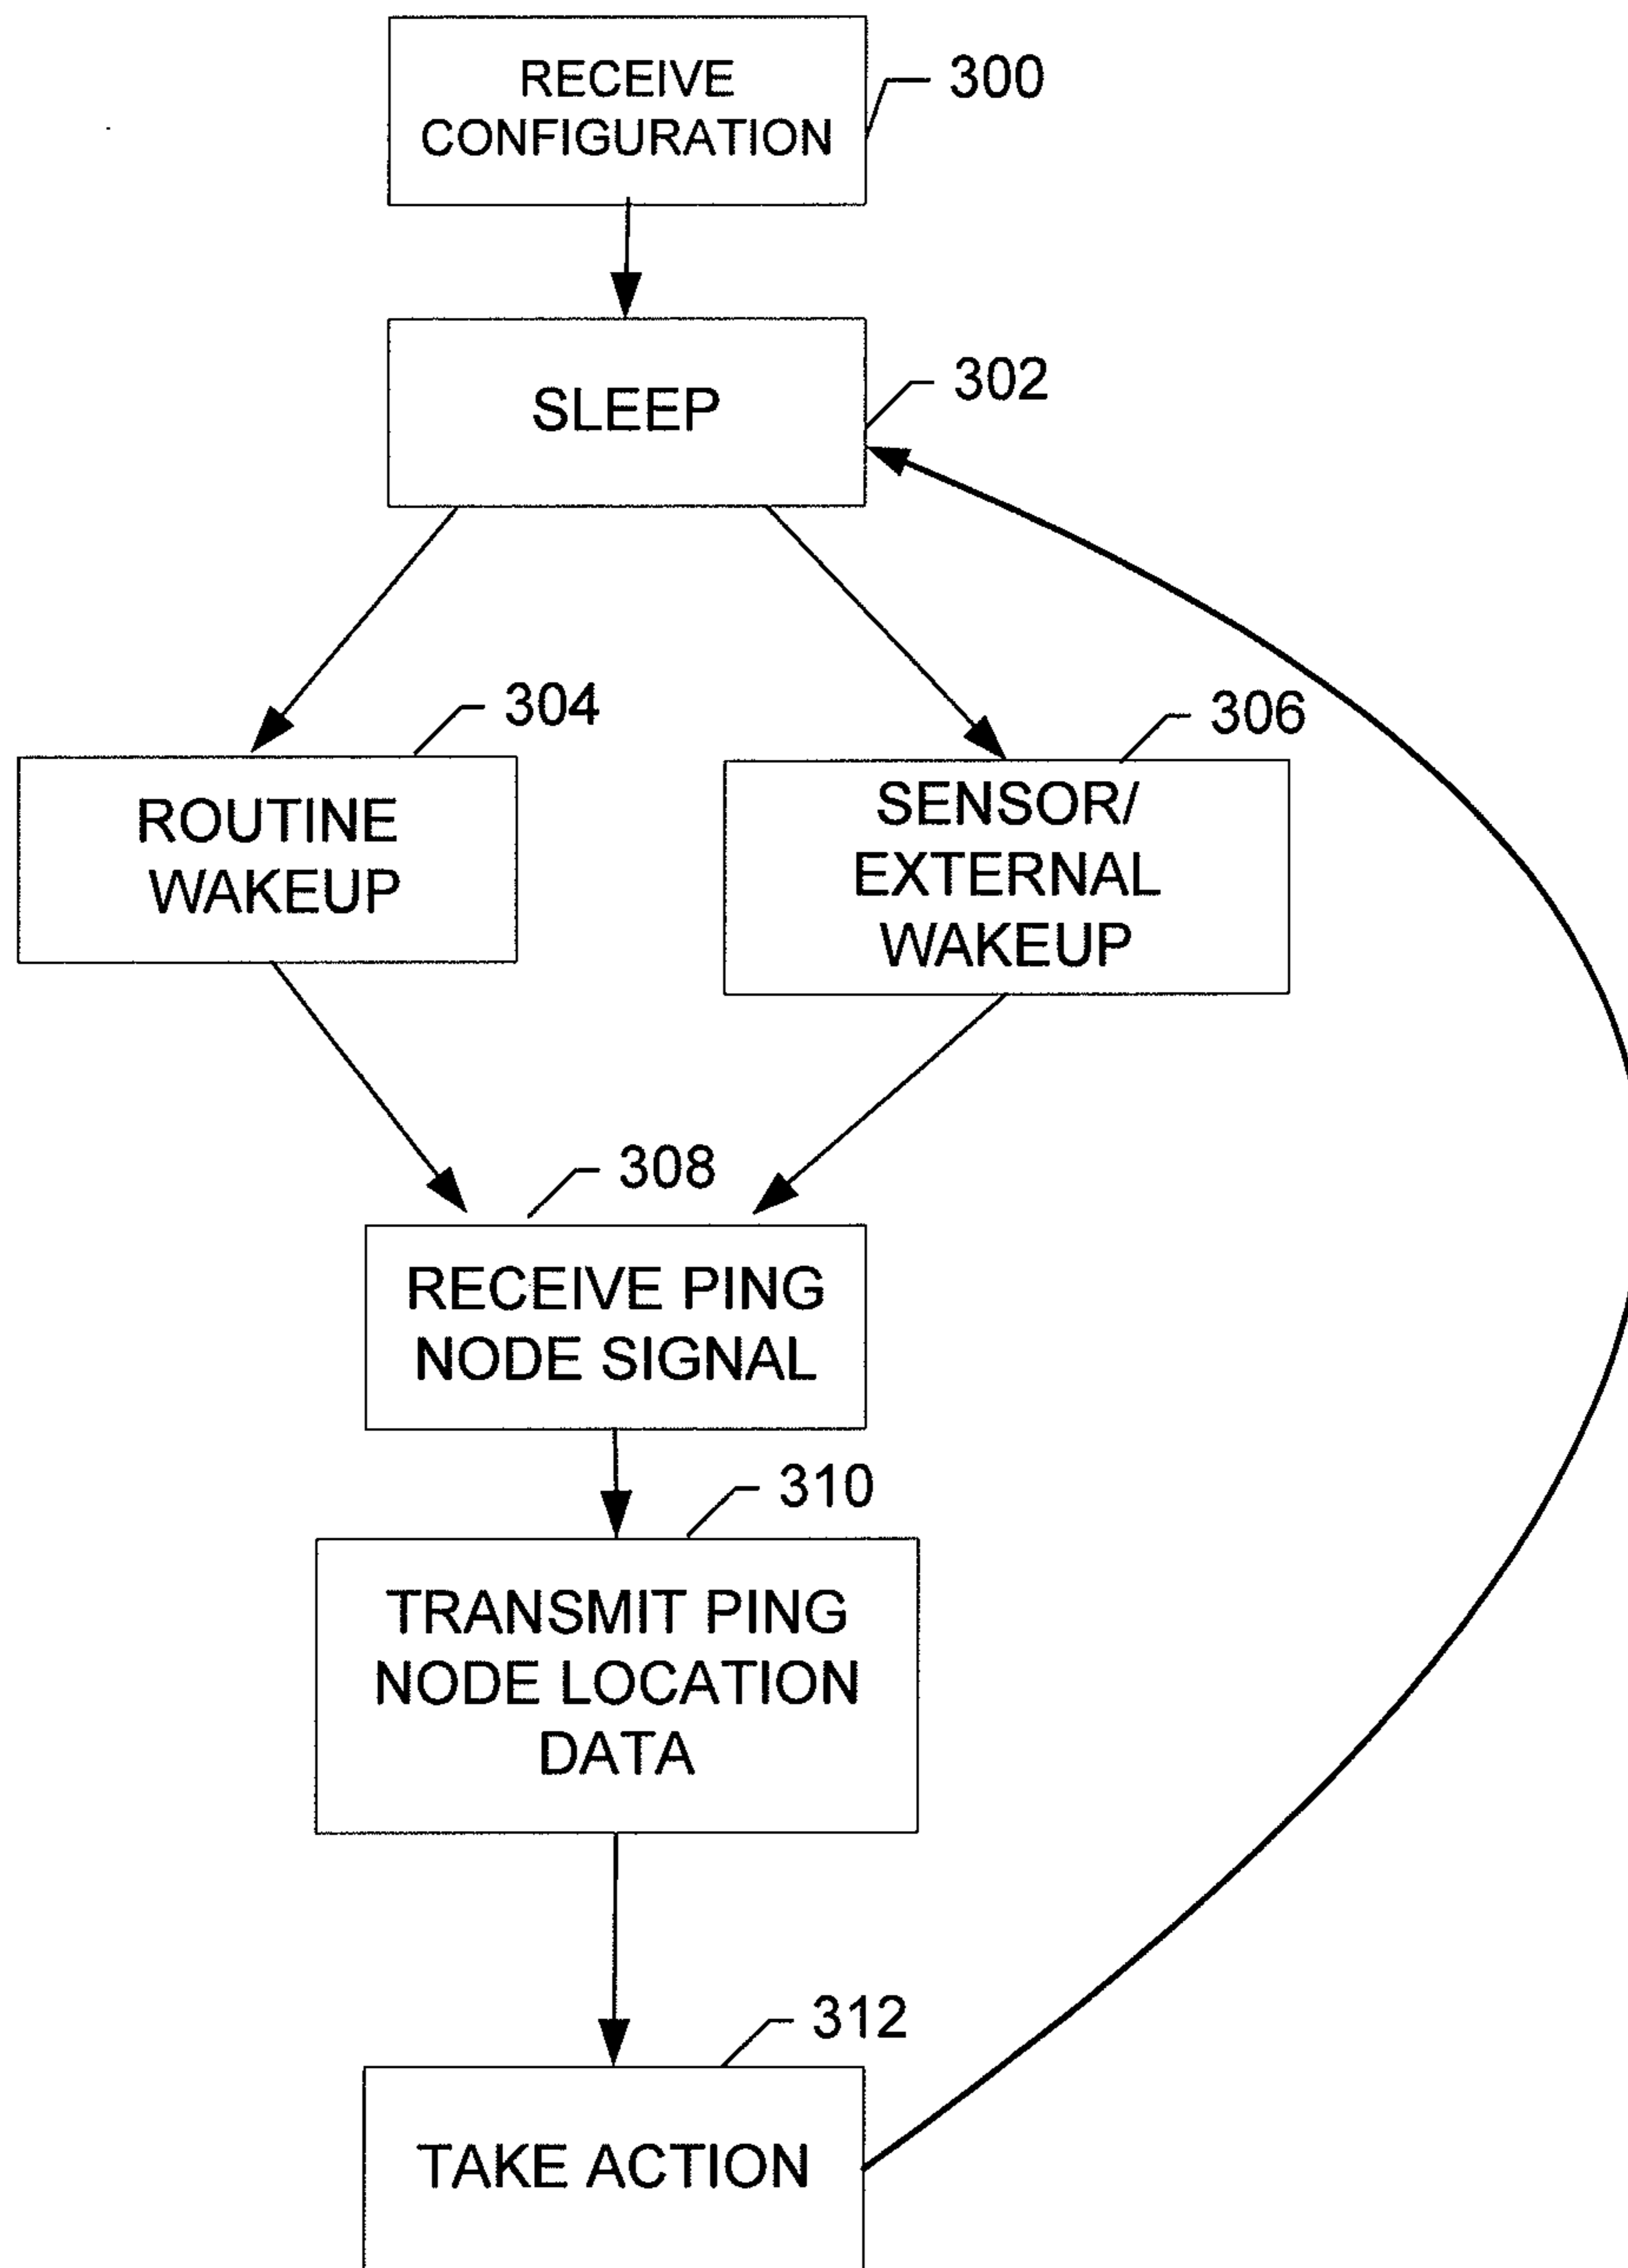 RECEIVE
CONFIGURATION
300
SLEEP
302
304
ROUTINE
WAKEUP
306
SENSOR/
EXTERNAL
WAKEUP
308
RECEIVE PING
NODE SIGNAL
310
TRANSMIT PING
NODE LOCATION
DATA
312
TAKE ACTION